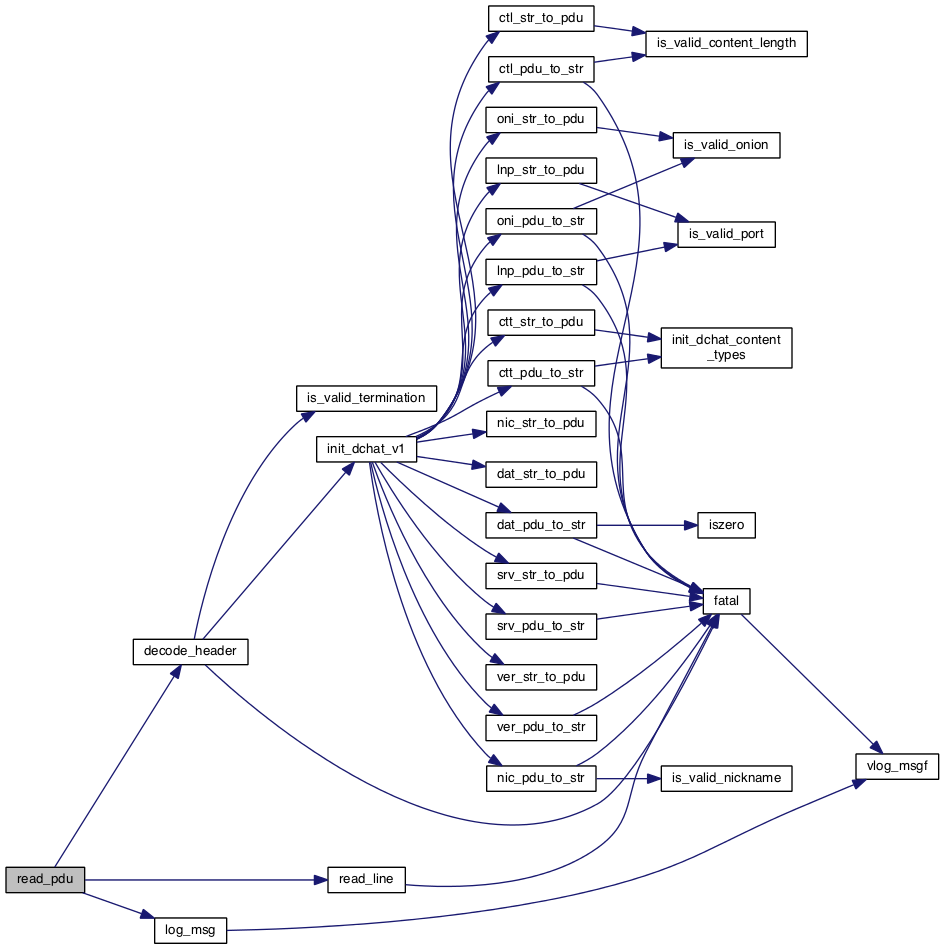 ctl_str_to_pdu
is_valid_content_length
ctl_pdu_to_str
oni_str_to_pdu
is_valid_onion
lnp_str_to_pdu
oni_pdu_to_str
is_valid_port
lnp_pdu_to_str
ctt_str_to_pdu
init_dchat_content
_types
ctt_pdu_to_str
is_valid_termination
nic_str_to_pdu
init_dchat_v1
dat_str_to_pdu
dat_pdu_to_str
iszero
srv_str_to_pdu
fatal
srv_pdu_to_str
decode_header
ver_str_to_pdu
ver_pdu_to_str
vlog_msgf
nic_pdu_to_str
is_valid_nickname
read_pdu
read_line
log_msg